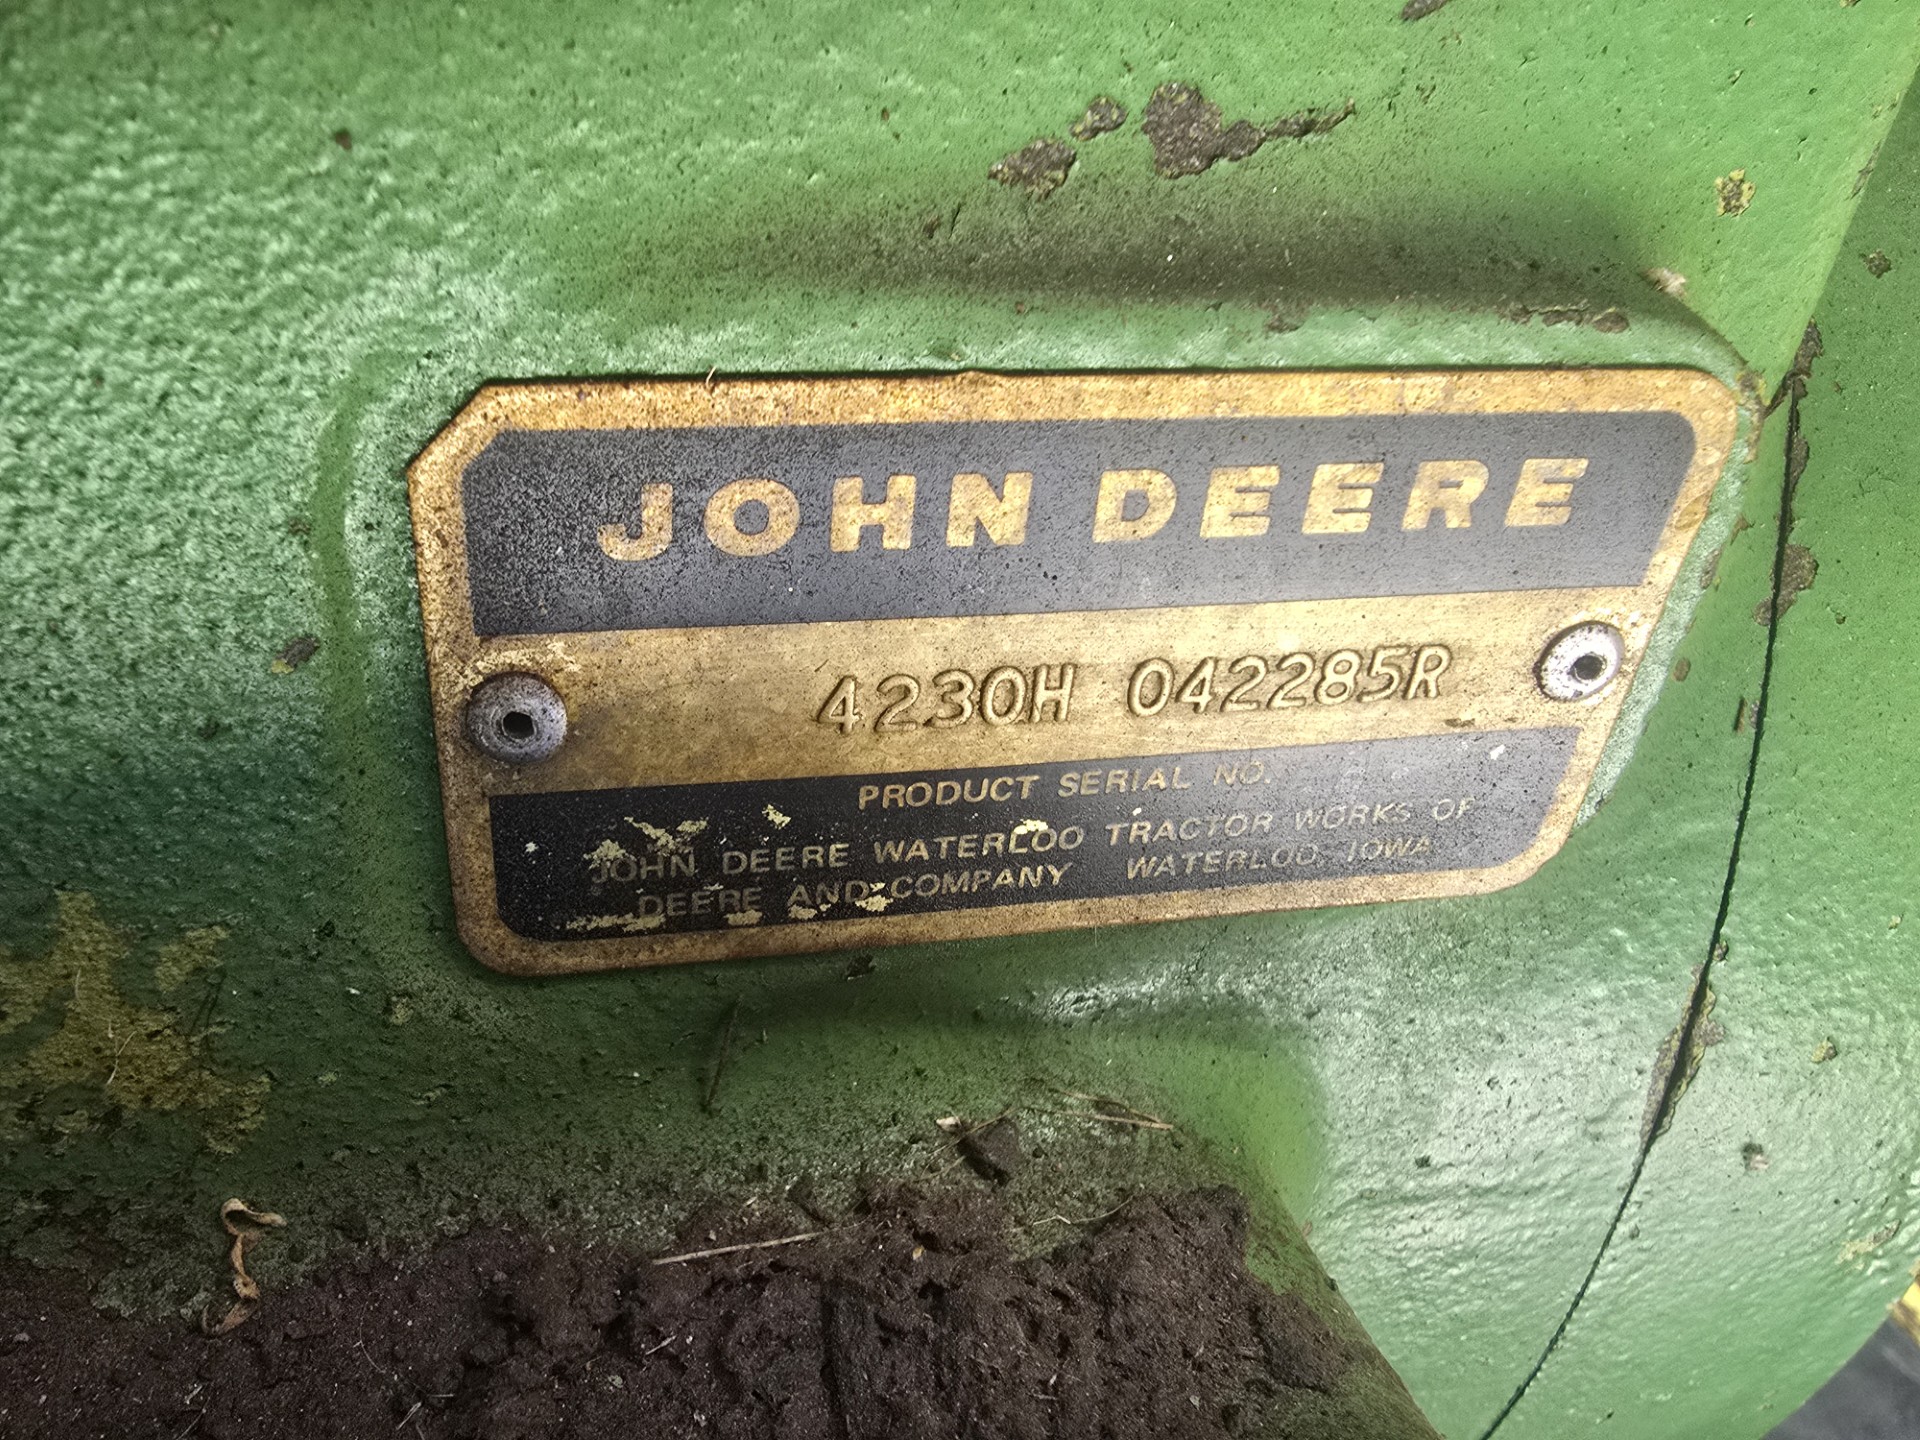 JOHN DEERE
4230H 042285R
PRODUCT SERIAL NO.
JOHN DEERE WATERLOO TRACTOR WORKS OF
DEERE AND COMPANY WATERLOO, IOWA